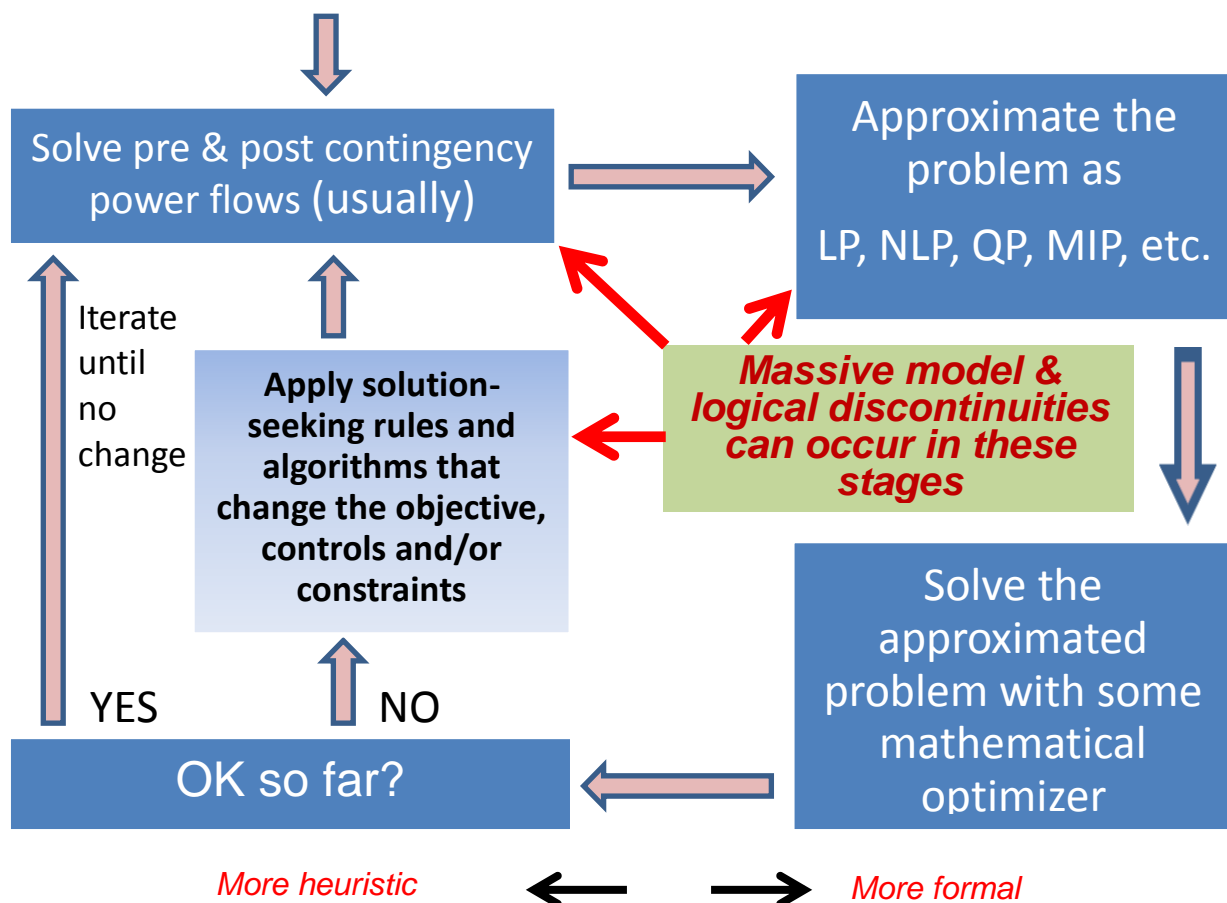 Solve pre & post contingency
power flows (usually)
Approximate the
problem as
LP, NLP, QP, MIP, etc.
Iterate
until
no
change
Apply solution-
seeking rules and
algorithms that
change the objective,
controls and/or
constraints
Massive model &
logical discontinuities
can occur in these
stages
Solve the
approximated
problem with some
mathematical
optimizer
YES
NO
OK so far?
More heuristic
More formal